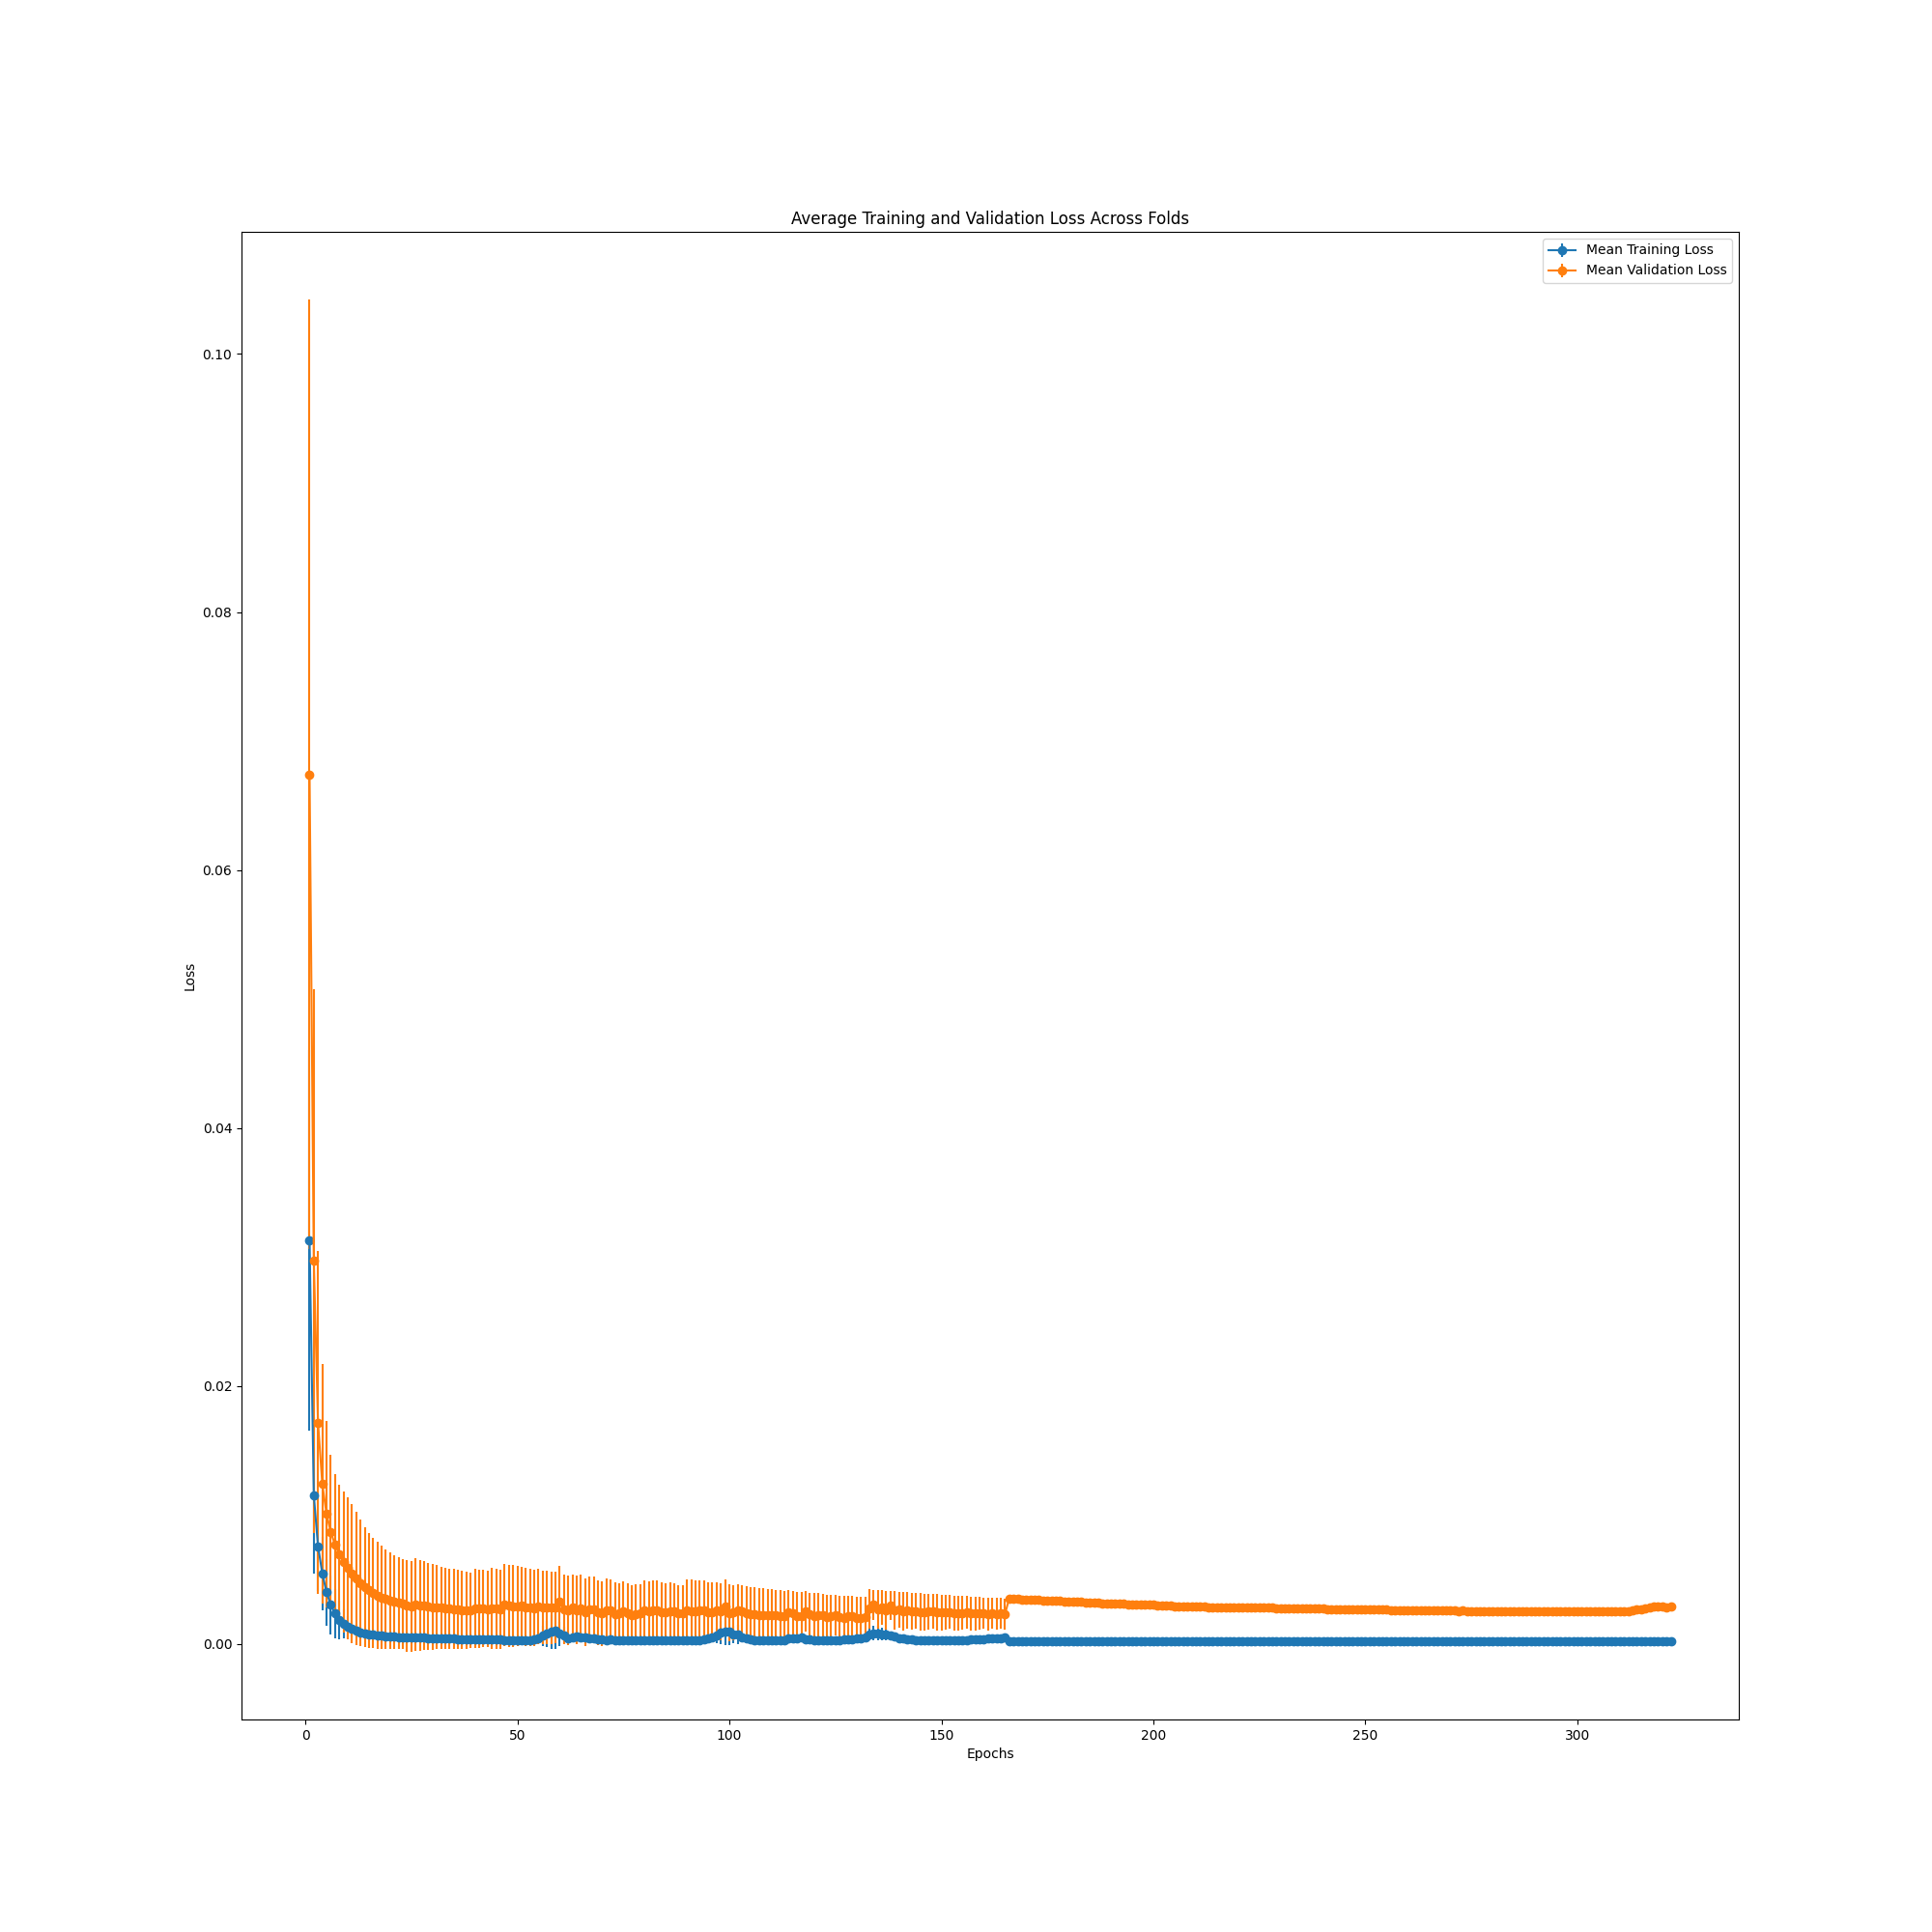 Average Training and Validation Loss Across Folds
Mean Training Loss
Mean Validation Loss
0.10
0.08
0.06
0.04
0.02
0.00
Loss
0 50 100 150 200 250 300
Epochs